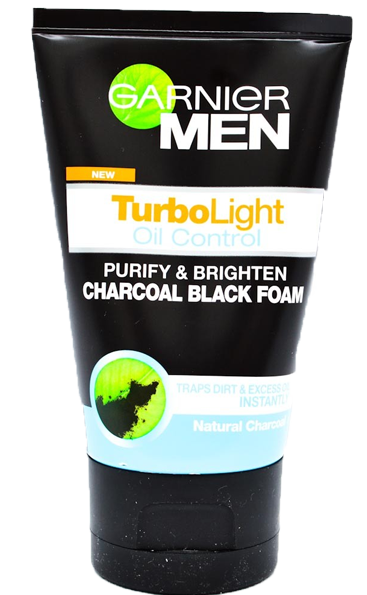 GARNIER
MEN
NEW
TurboLight
Oil Control
PURIFY & BRIGHTEN
CHARCOAL BLACK FOAM
TRAPS DIRT & EXCESS
INSTANTLY
Natural Charcoal